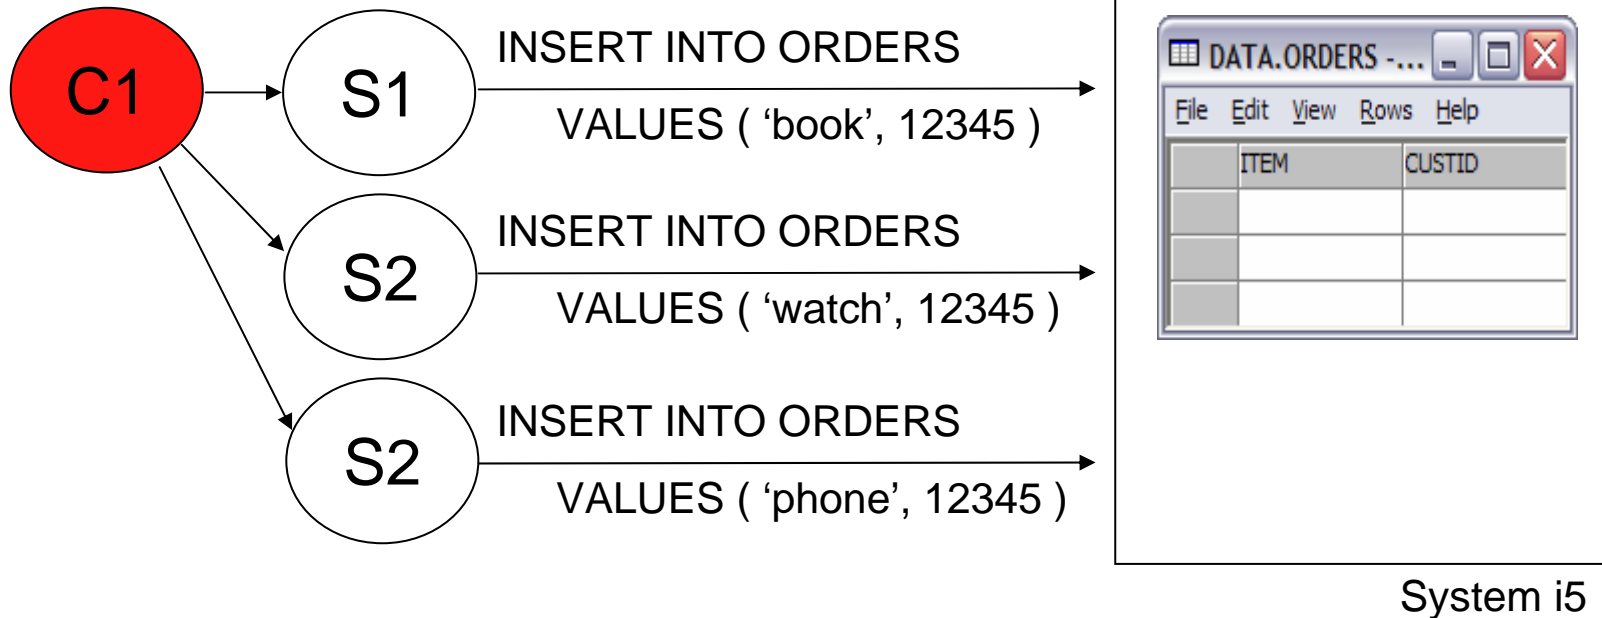 C1
S1
INSERT INTO ORDERS
VALUES ( ‘book’, 12345 )
S2
INSERT INTO ORDERS
VALUES ( ‘watch’, 12345 )
S2
INSERT INTO ORDERS
VALUES ( ‘phone’, 12345 )
DATA.ORDERS -...
File Edit View Rows Help
ITEM CUSTID
System i5